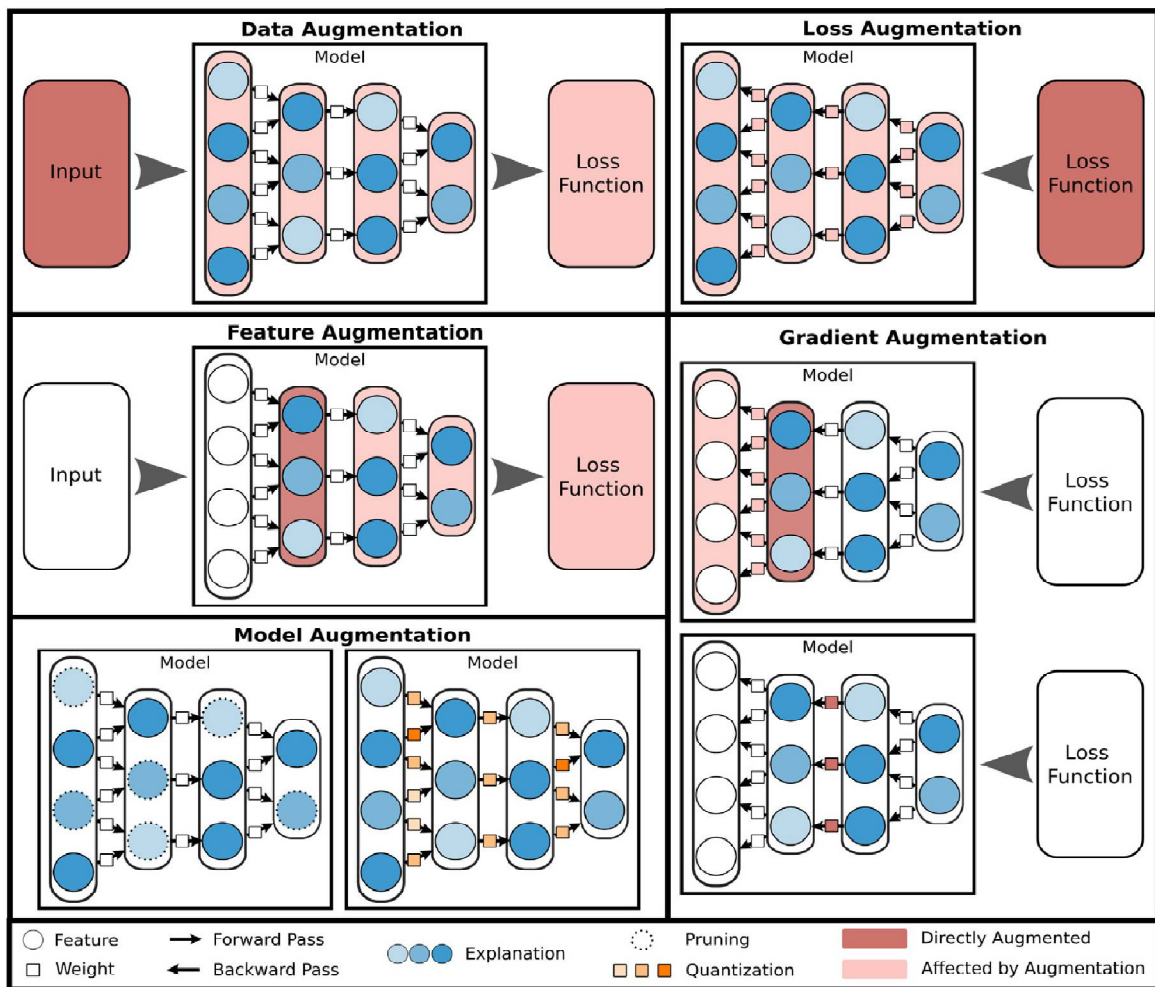 Data Augmentation
Model
Input
Loss
Function
Loss Augmentation
Model
Loss
Function
Feature Augmentation
Model
Input
Loss
Function
Gradient Augmentation
Model
Loss
Function
Model
Loss
Function
Model Augmentation
Model
Model
Feature
Forward Pass
Explanation
Pruning
Directly Augmented
Weight
Backward Pass
Quantization
Affected by Augmentation